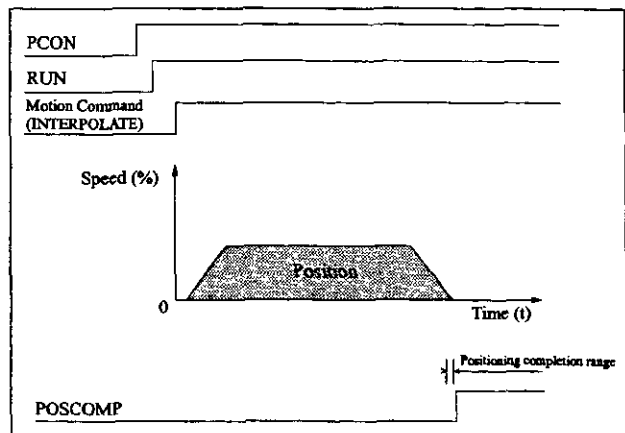 PCON
RUN
Motion Command
(INTERPOLATE)
Speed (%)
Position
0
Time (t)
Positioning completion range
POSCOMP